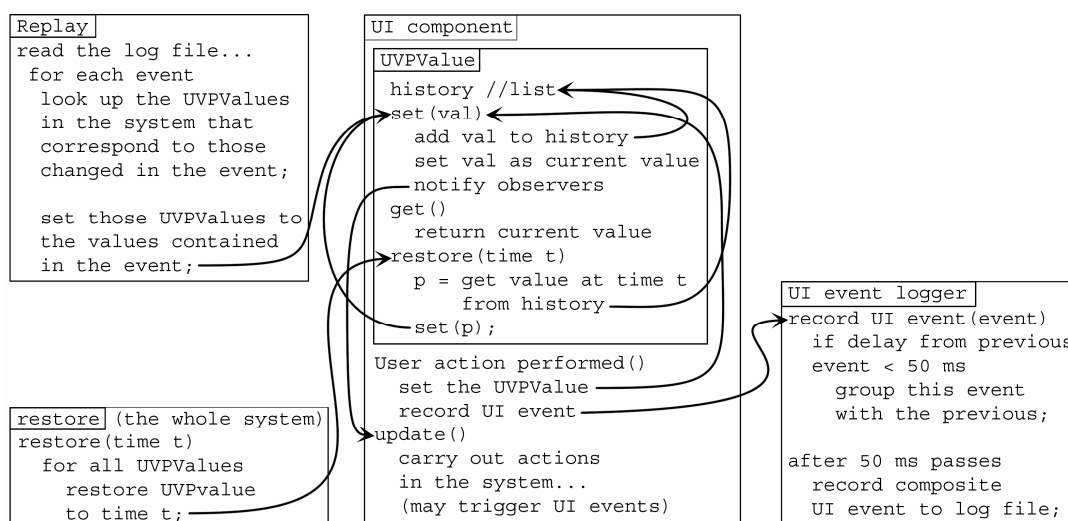 Replay
read the log file...
for each event
look up the UVPValues
in the system that
correspond to those
changed in the event;
set those UVPValues to
the values contained
in the event;
restore (the whole system)
restore(time t)
for all UVPValues
restore UVPvalue
to time t;
UI component
UVPValue
history //list
set(val)
add val to history
set val as current value
notify observers
get()
return current value
restore(time t)
p = get value at time t
from history
set(p);
User action performed()
set the UVPValue
record UI event
update()
carry out actions
in the system...
(may trigger UI events)
UI event logger
record UI event(event)
if delay from previous
event < 50 ms
group this event
with the previous;
after 50 ms passes
record composite
UI event to log file;